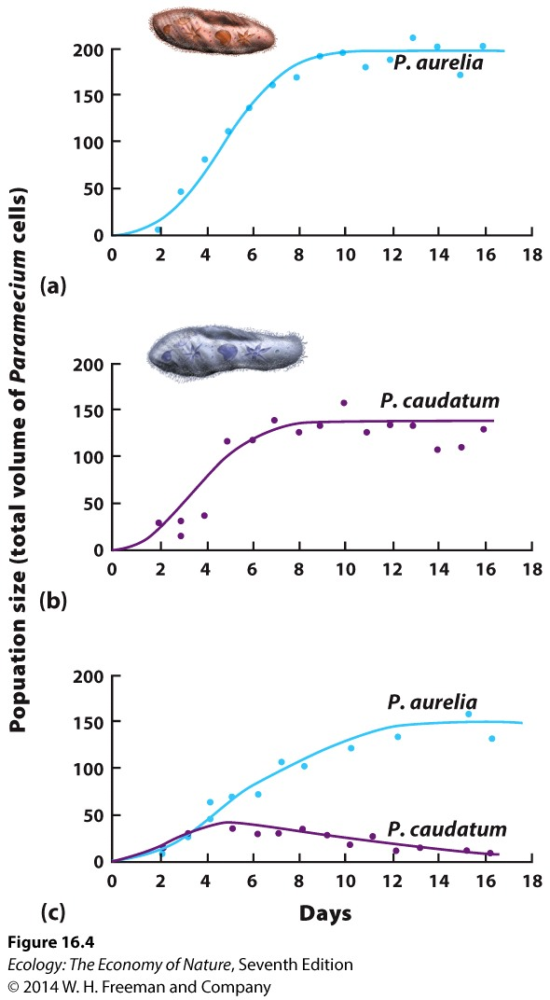 Popuation size (total volume of Paramecium cells)
200
150
100
50
0
P. aurelia
0 2 4 6 8 10 12 14 16 18
(a)
200
150
100
50
0
P. caudatum
0 2 4 6 8 10 12 14 16 18
(b)
200
150
100
50
0
P. aurelia
P. caudatum
0 2 4 6 8 10 12 14 16 18
(c)
Days
Figure 16.4
Ecology: The Economy of Nature, Seventh Edition
© 2014 W. H. Freeman and Company